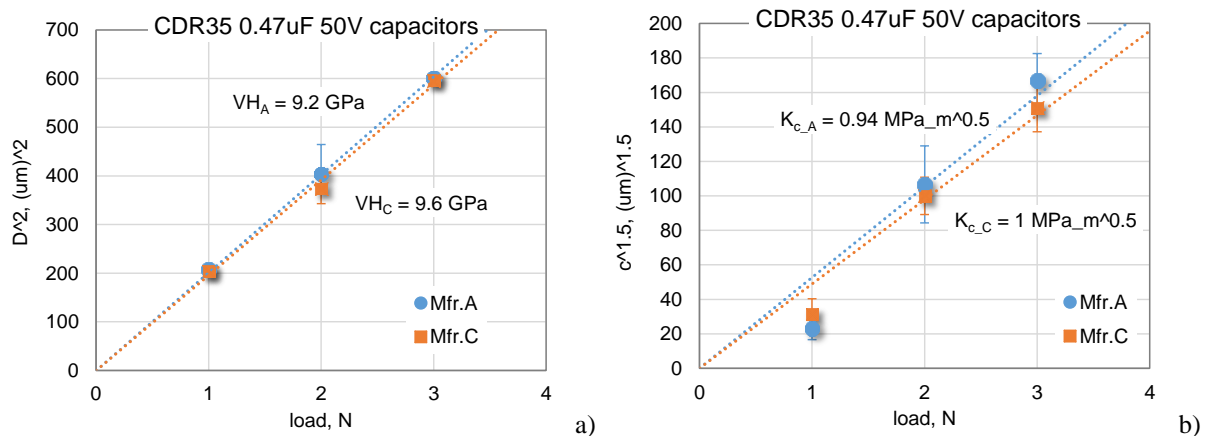 CDR35 0.47uF 50V capacitors
700
600
500
400
300
200
100
0
D^2, (um)^2
VH_A = 9.2 GPa
VH_C = 9.6 GPa
Mfr.A
Mfr.C
0 1 2 3 4
load, N
a)
CDR35 0.47uF 50V capacitors
200
180
160
140
120
100
80
60
40
20
0
c^1.5, (um)^1.5
K_c_A = 0.94 MPa_m^0.5
K_c_C = 1 MPa_m^0.5
Mfr.A
Mfr.C
0 1 2 3 4
load, N
b)